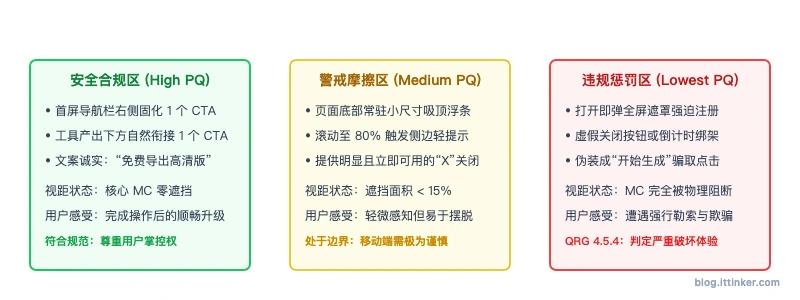 安全合规区 (High PQ)
• 首屏导航栏右侧固化 1 个 CTA
• 工具产出下方自然衔接 1 个 CTA
• 文案诚实：“免费导出高清版”
视距状态：核心 MC 零遮挡
用户感受：完成操作后的顺畅升级
符合规范：尊重用户掌控权
警戒摩擦区 (Medium PQ)
• 页面底部常驻小尺寸吸顶浮条
• 滚动至 80% 触发侧边轻提示
• 提供明显且立即可用的“X”关闭
视距状态：遮挡面积 < 15%
用户感受：轻微感知但易于摆脱
处于边界：移动端需极为谨慎
违规惩罚区 (Lowest PQ)
• 打开即弹全屏遮罩强迫注册
• 虚假关闭按钮或倒计时绑架
• 伪装成“开始生成”骗取点击
视距状态：MC 完全被物理阻断
用户感受：遭遇强行勒索与欺骗
QRG 4.5.4：判定严重破坏体验
blog.ittinker.com